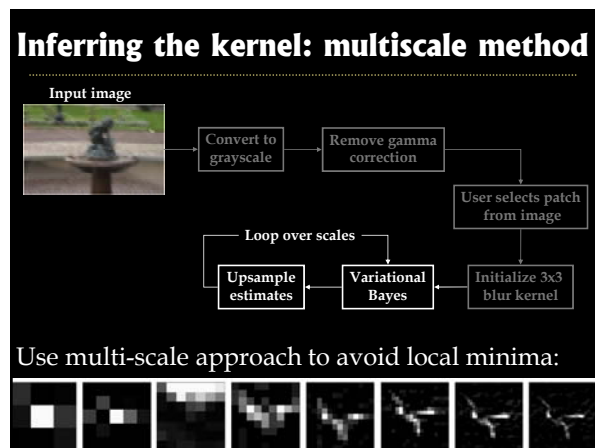 Inferring the kernel: multiscale method
Input image
Convert to
grayscale
Remove gamma
correction
User selects patch
from image
Initialize 3x3
blur kernel
Variational
Bayes
Upsample
estimates
Loop over scales
Use multi-scale approach to avoid local minima: